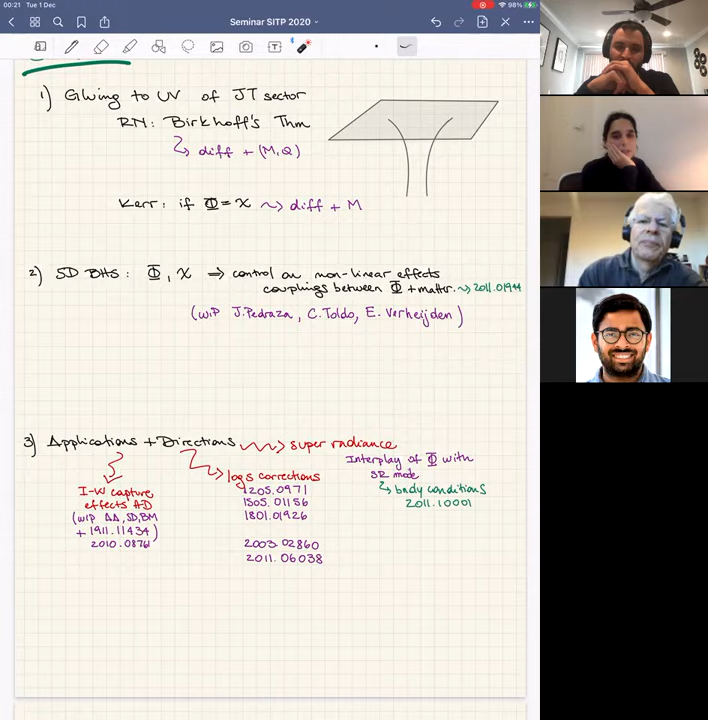 00:21 Tue 1 Dec
98%
Seminar SITP 2020
1) Gluing to UV of JT sector
RN: Birkhoff's Thm
↳ diff + (M,Q)
Kerr: if Φ = χ ⇝ diff + M
2) 5D BHs: Φ, χ ⇒ control on non-linear effects
couplings between Φ + matter. ⇝ 2011.01944
(wip J.Pedraza, C.Toldo, E.Verheijden)
3) Applications + Directions ⇝ super radiance
Interplay of Φ with
SR mode
↳ bndy conditions
2011.10001
I-W capture
effects AD
(wip AA,SD,BM
+ 1911.11434)
2010.08761
logs corrections
1205.0971
1505.01156
1801.01926
2003.02860
2011.06038